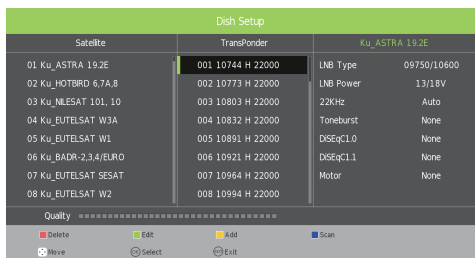 Dish Setup
Satellite TransPonder Ku_ASTRA 19.2E
01 Ku_ASTRA 19.2E 001 10744 H 22000 LNB Type 09750/10600
02 Ku_HOTBIRD 6,7A,8 002 10773 H 22000 LNB Power 13/18V
03 Ku_NILESAT 101, 10 003 10803 H 22000 22KHz Auto
04 Ku_EUTELSAT W3A 004 10832 H 22000 Toneburst None
05 Ku_EUTELSAT W1 005 10891 H 22000 DiSEqC1.0 None
06 Ku_BADR-2,3,4/EURO 006 10921 H 22000 DiSEqC1.1 None
07 Ku_EUTELSAT SESAT 007 10964 H 22000 Motor None
08 Ku_EUTELSAT W2 008 10994 H 22000
Quality
Delete Edit Add Scan
Move OK Select EXIT Exit